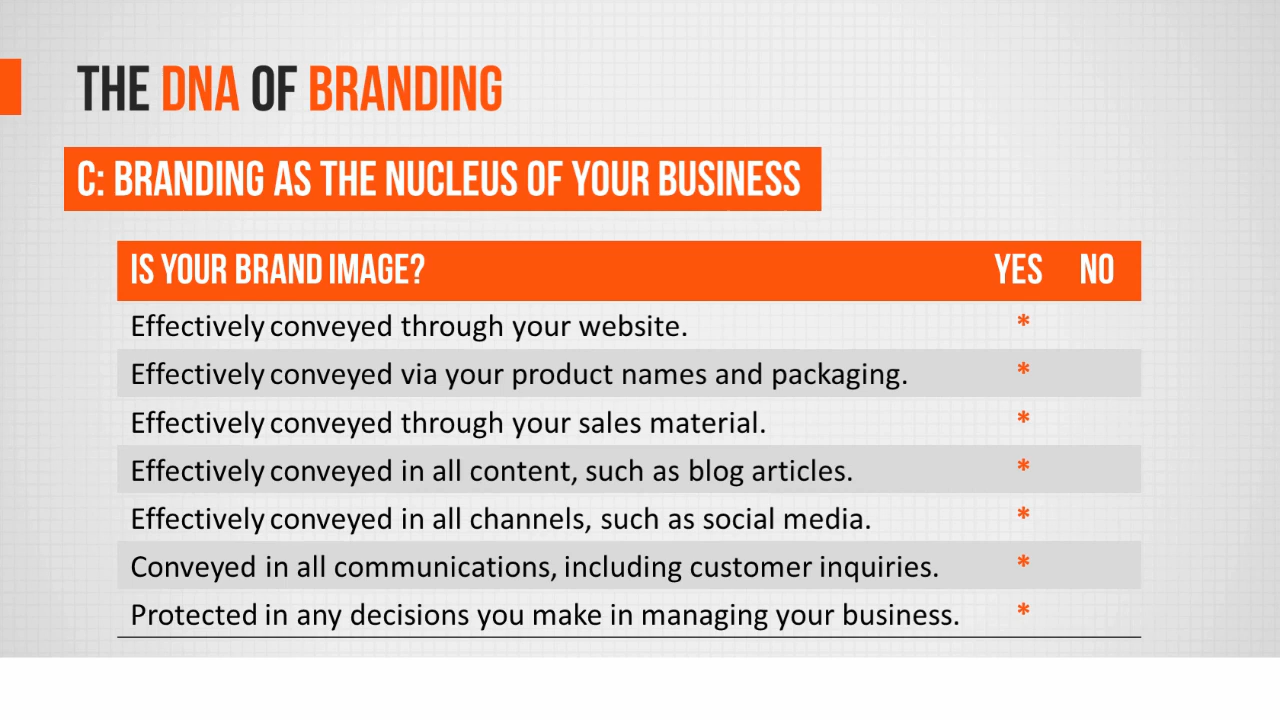 THE DNA OF BRANDING
C: BRANDING AS THE NUCLEUS OF YOUR BUSINESS
IS YOUR BRAND IMAGE? YES NO
Effectively conveyed through your website. *
Effectively conveyed via your product names and packaging. *
Effectively conveyed through your sales material. *
Effectively conveyed in all content, such as blog articles. *
Effectively conveyed in all channels, such as social media. *
Conveyed in all communications, including customer inquiries. *
Protected in any decisions you make in managing your business. *